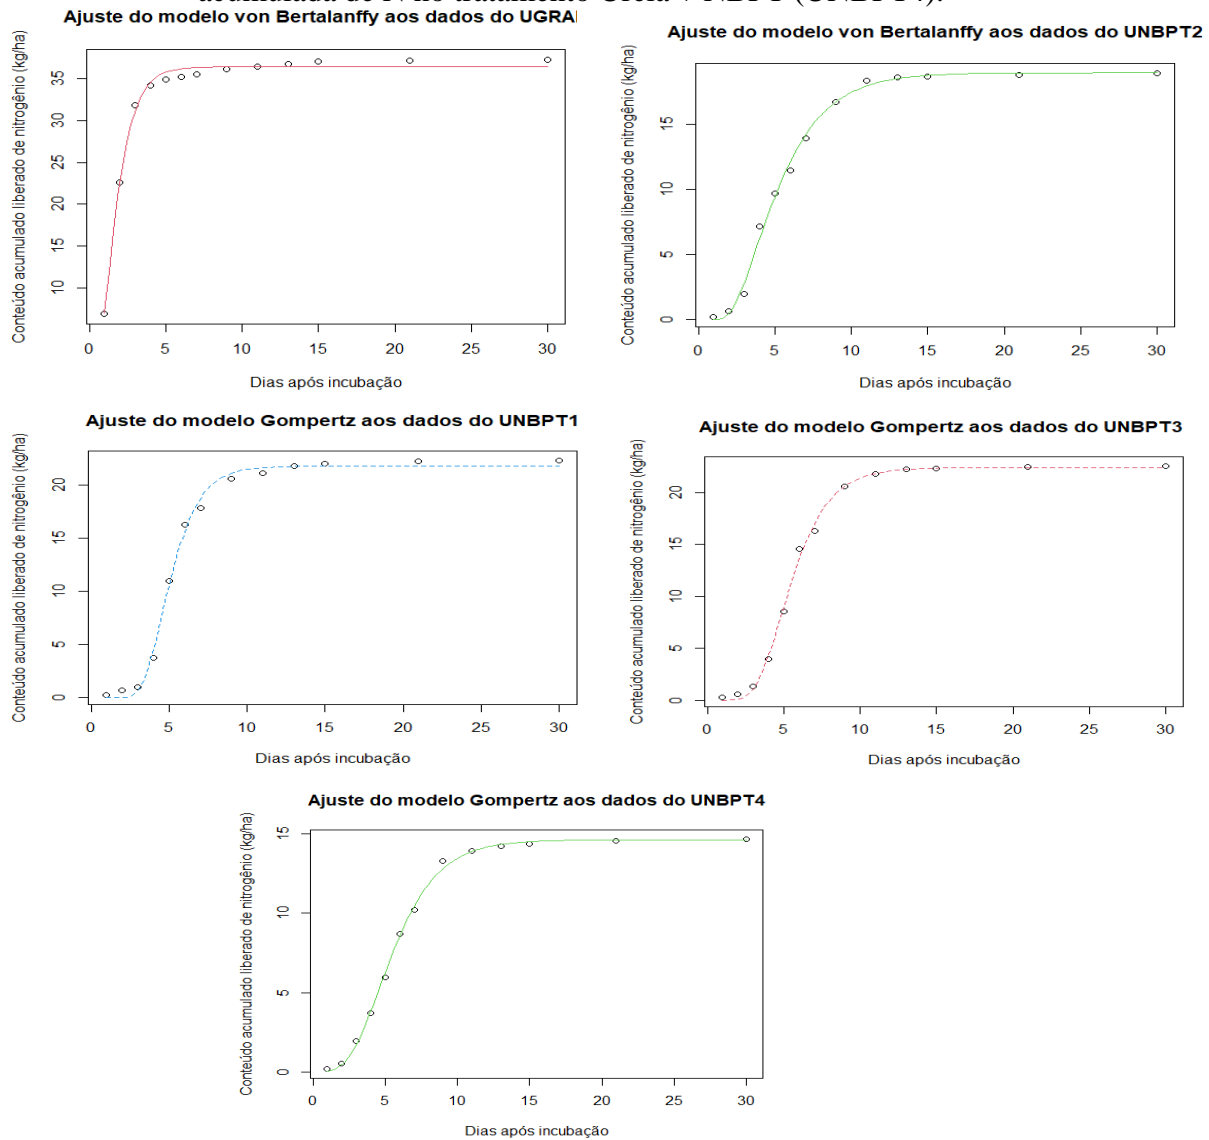 acumulada de N no tratamento Ureia NBPT (UNBPT4).
Ajuste do modelo von Bertalanffy aos dados do UGRA
Conteúdo acumulado liberado de nitrogênio (kg/ha)
35
30
25
20
15
10
0 5 10 15 20 25 30
Dias após incubação
Ajuste do modelo von Bertalanffy aos dados do UNBPT2
Conteúdo acumulado liberado de nitrogênio (kg/ha)
15
10
5
0
0 5 10 15 20 25 30
Dias após incubação
Ajuste do modelo Gompertz aos dados do UNBPT1
Conteúdo acumulado liberado de nitrogênio (kg/ha)
20
15
10
5
0
0 5 10 15 20 25 30
Dias após incubação
Ajuste do modelo Gompertz aos dados do UNBPT3
Conteúdo acumulado liberado de nitrogênio (kg/ha)
20
15
10
5
0
0 5 10 15 20 25 30
Dias após incubação
Ajuste do modelo Gompertz aos dados do UNBPT4
Conteúdo acumulado liberado de nitrogênio (kg/ha)
15
10
5
0
0 5 10 15 20 25 30
Dias após incubação